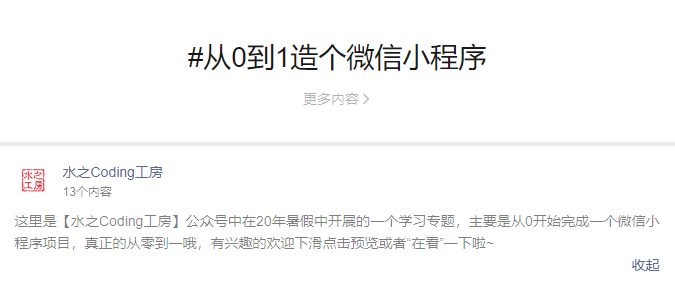 #从0到1造个微信小程序
更多内容
水之
工房
水之Coding工房
13个内容
这里是【水之Coding工房】公众号中在20年暑假中开展的一个学习专题，主要是从0开始完成一个微信小
程序项目，真正的从零到一哦，有兴趣的欢迎下滑点击预览或者“在看”一下啦~
收起